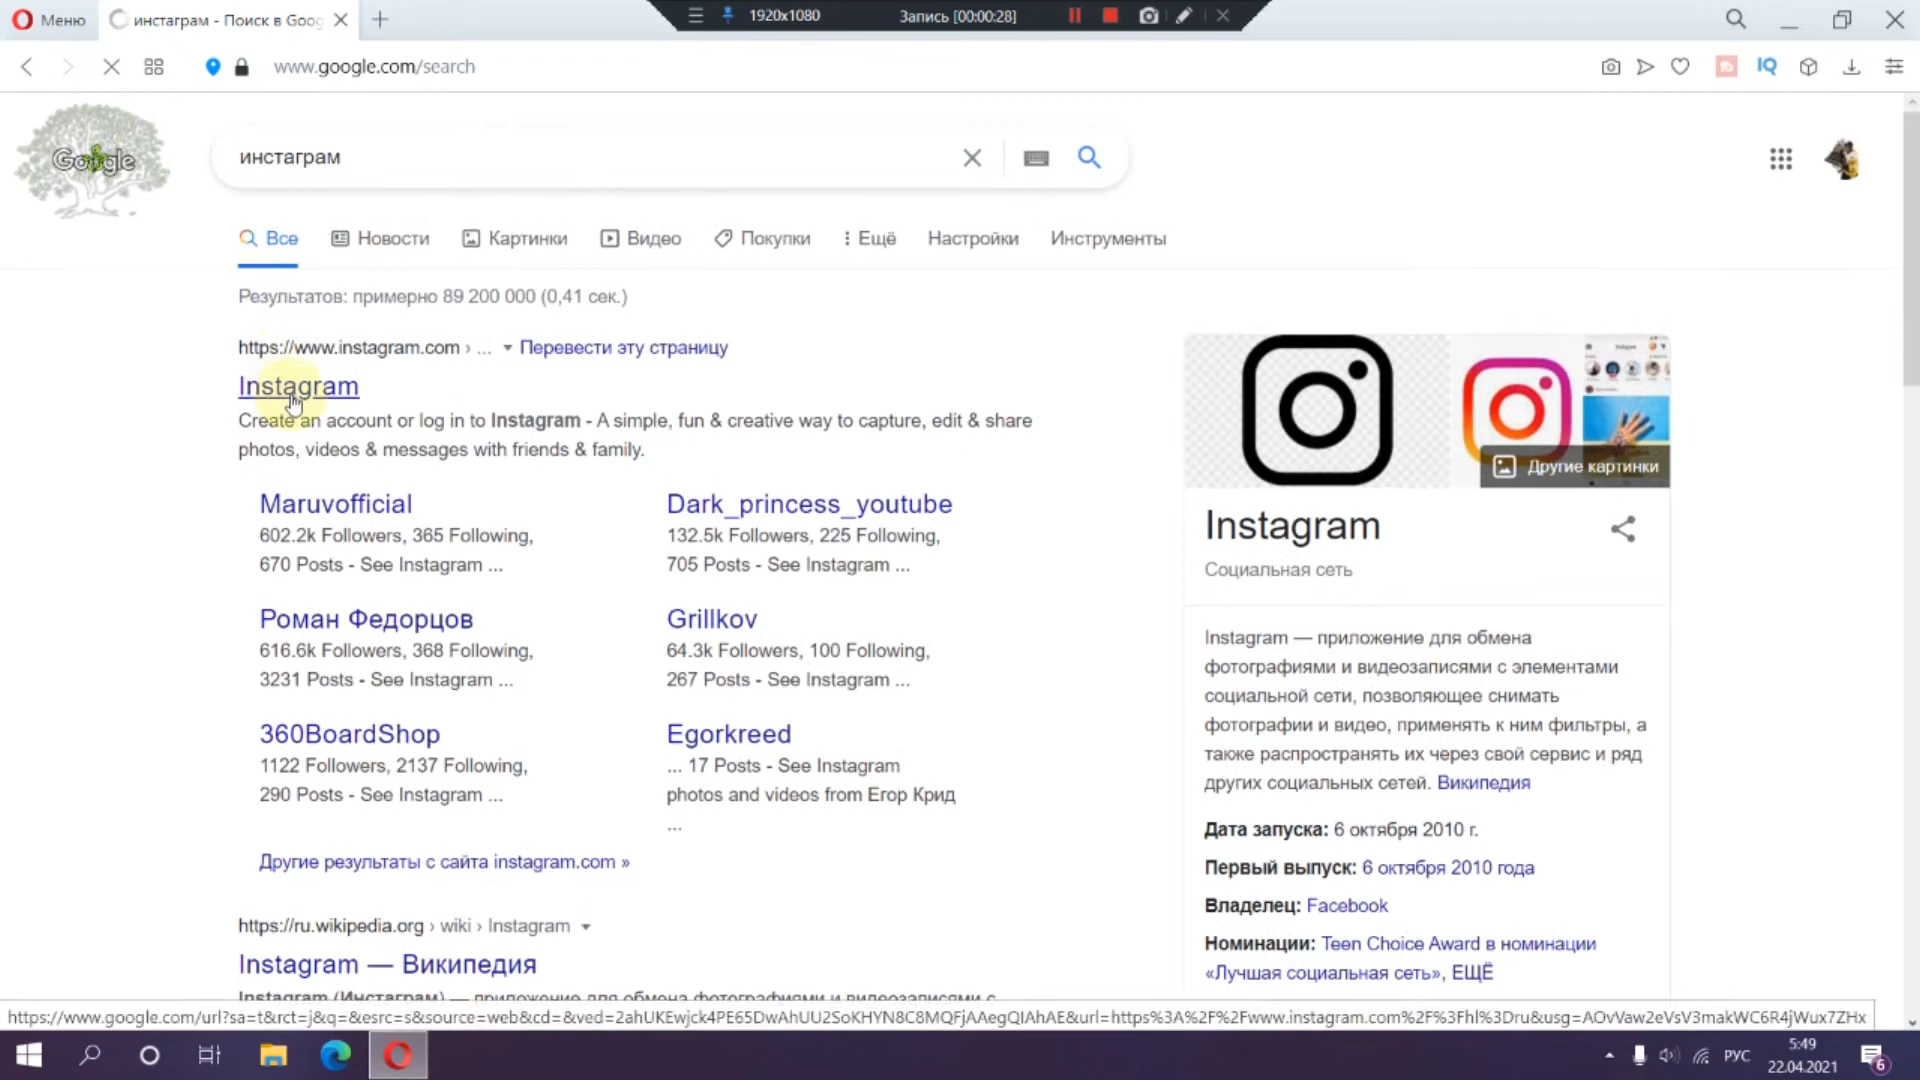 Меню
инстаграм - Поиск в Goog
1920x1080
Запись [00:00:28]
www.google.com/search
IQ
Google
инстаграм
Все
Новости
Картинки
Видео
Покупки
Ещё
Настройки
Инструменты
Результатов: примерно 89 200 000 (0,41 сек.)
https://www.instagram.com › ... Перевести эту страницу
Instagram
Create an account or log in to Instagram - A simple, fun & creative way to capture, edit & share
photos, videos & messages with friends & family.
Maruvofficial
602.2k Followers, 365 Following,
670 Posts - See Instagram ...
Dark_princess_youtube
132.5k Followers, 225 Following,
705 Posts - See Instagram ...
Роман Федорцов
616.6k Followers, 368 Following,
3231 Posts - See Instagram ...
Grillkov
64.3k Followers, 100 Following,
267 Posts - See Instagram ...
360BoardShop
1122 Followers, 2137 Following,
290 Posts - See Instagram ...
Egorkreed
... 17 Posts - See Instagram
photos and videos from Егор Крид
...
Другие результаты с сайта instagram.com »
https://ru.wikipedia.org › wiki › Instagram
Instagram — Википедия
Instagram (Инстаграм) — приложение для обмена фотографиями и видеозаписями с
Другие картинки
Instagram
Социальная сеть
Instagram — приложение для обмена
фотографиями и видеозаписями с элементами
социальной сети, позволяющее снимать
фотографии и видео, применять к ним фильтры, а
также распространять их через свой сервис и ряд
других социальных сетей. Википедия
Дата запуска: 6 октября 2010 г.
Первый выпуск: 6 октября 2010 года
Владелец: Facebook
Номинации: Teen Choice Award в номинации
«Лучшая социальная сеть», ЕЩЁ
https://www.google.com/url?sa=t&rct=j&q=&esrc=s&source=web&cd=&ved=2ahUKEwjck4PE65DwAhUU2SoKHYN8C8MQFjAAegQIAhAE&url=https%3A%2F%2Fwww.instagram.com%2F%3Fhl%3Dru&usg=AOvVaw2eVsV3makWC6R4jWux7ZHx
РУС
5:49
22.04.2021
6